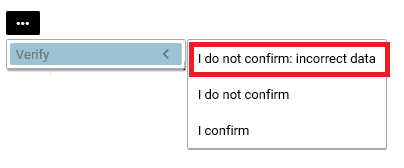 •••
Verify
I do not confirm: incorrect data
I do not confirm
I confirm